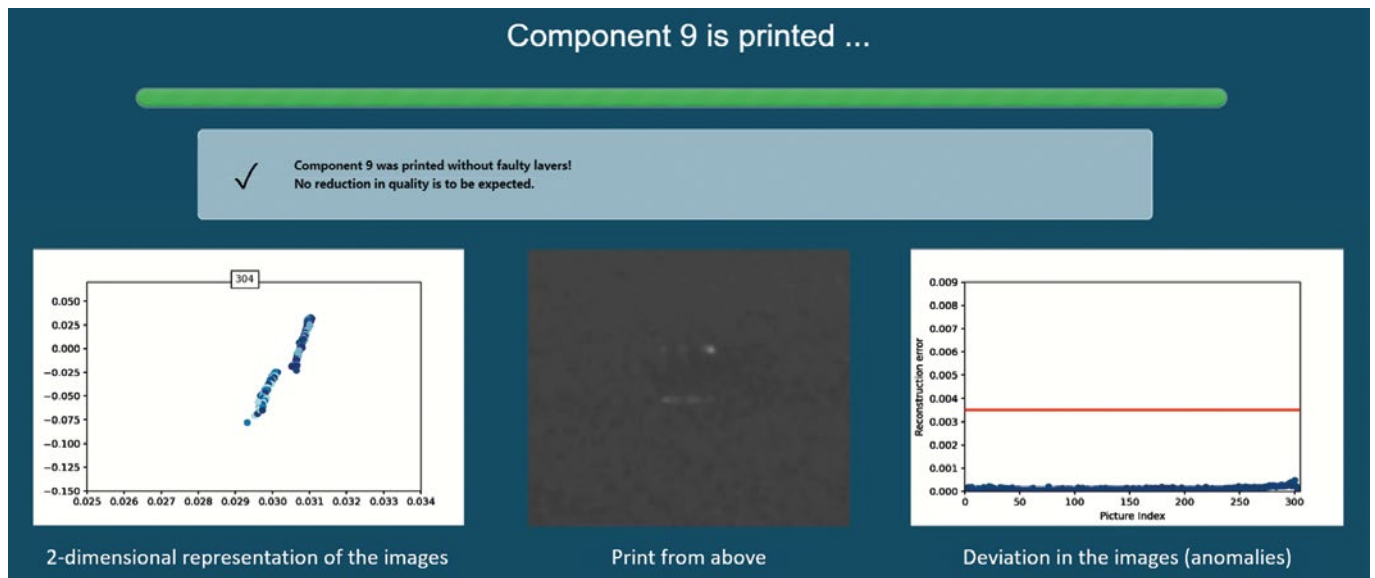 Component 9 is printed ...
✓
Component 9 was printed without faulty layers!
No reduction in quality is to be expected.
304
0.050
0.025
0.000
−0.025
−0.050
−0.075
−0.100
−0.125
−0.150
0.025 0.026 0.027 0.028 0.029 0.030 0.031 0.032 0.033 0.034
2-dimensional representation of the images
Print from above
Reconstruction error
0.009
0.008
0.007
0.006
0.005
0.004
0.003
0.002
0.001
0.000
0 50 100 150 200 250 300
Picture Index
Deviation in the images (anomalies)